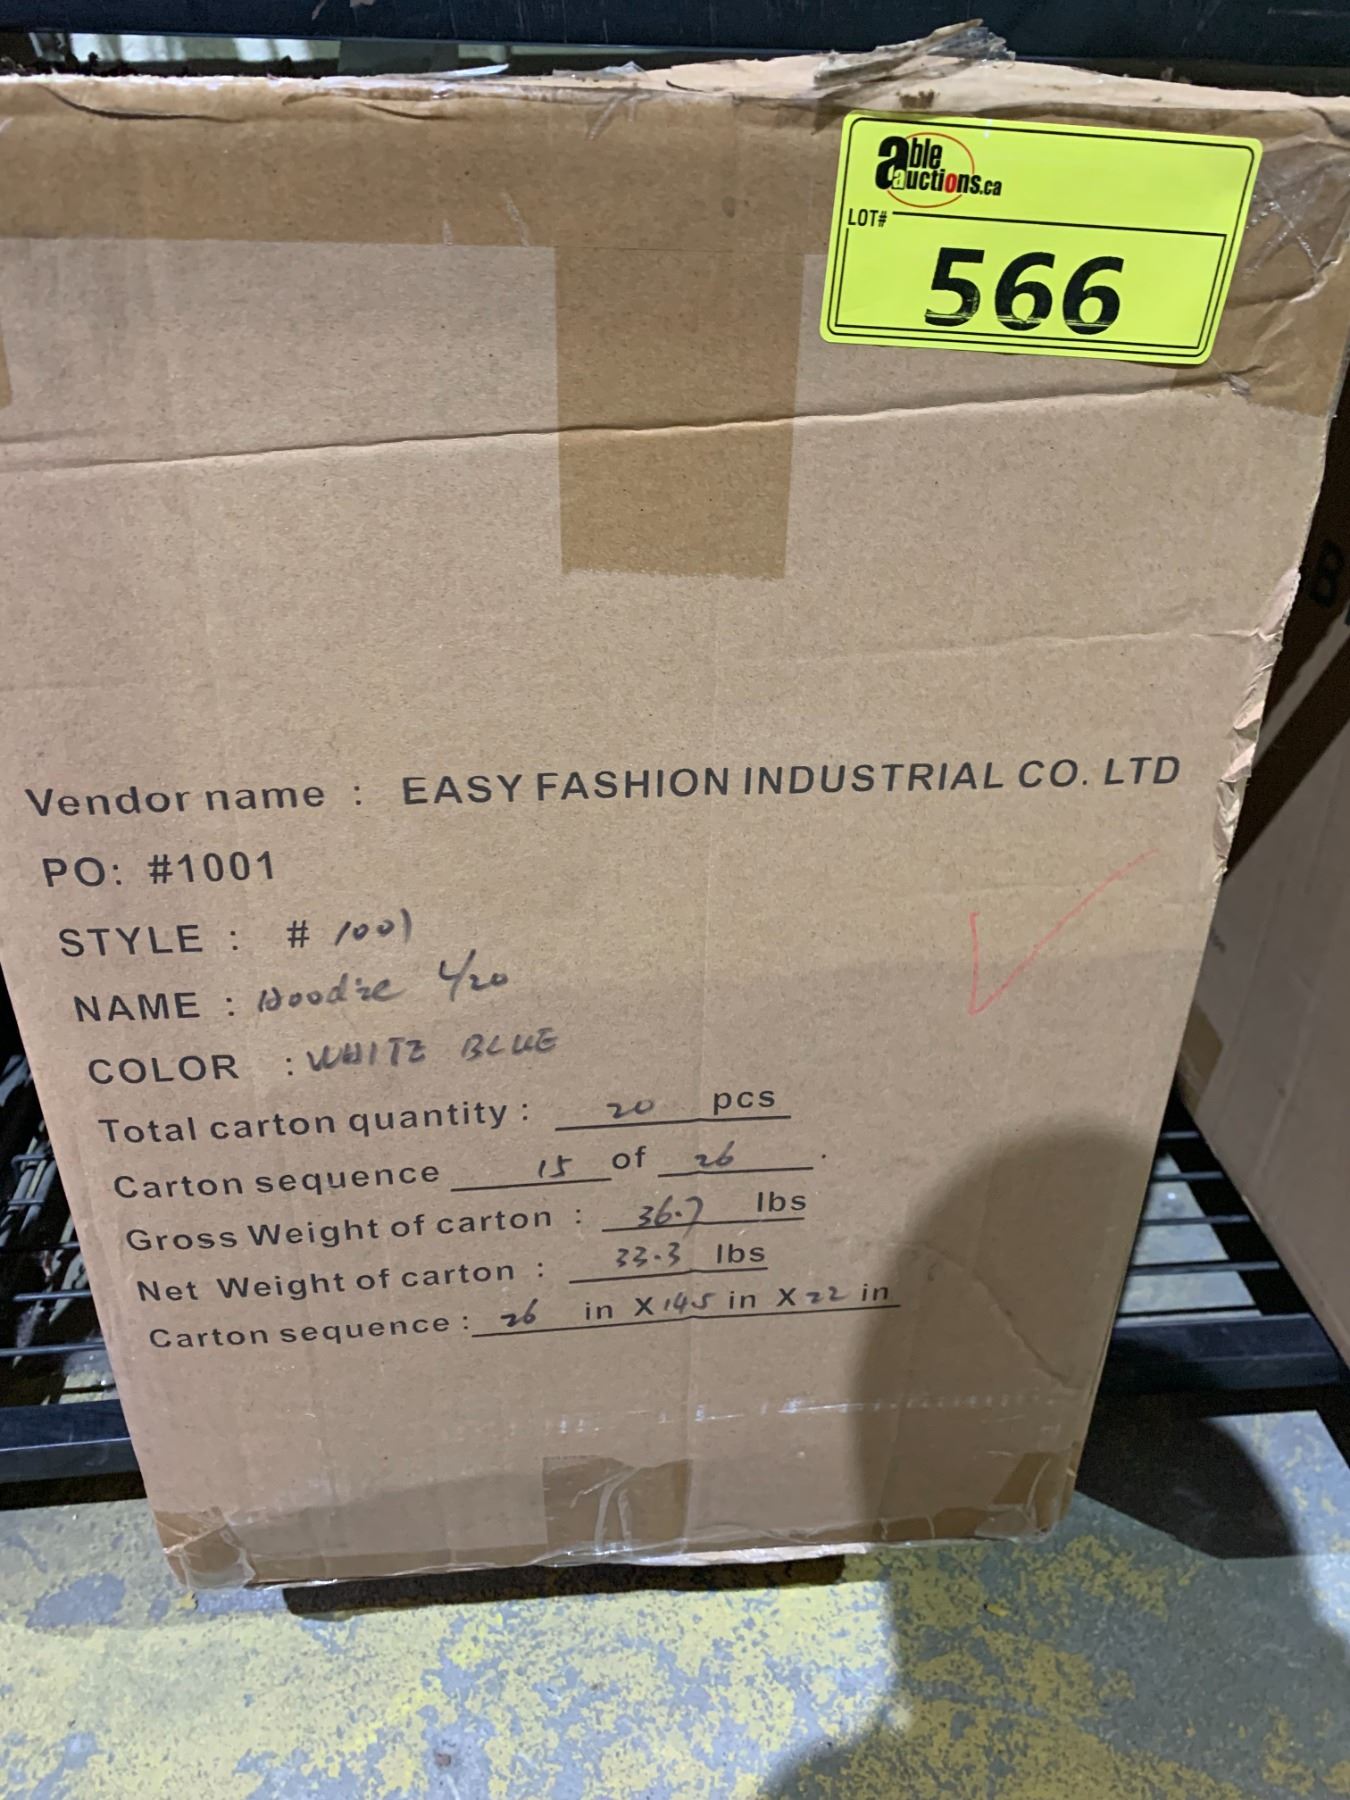 able
auctions.ca
LOT#
566
Vendor name : EASY FASHION INDUSTRIAL CO. LTD
PO: #1001
STYLE : # 1001
NAME : Hoodie L/20
COLOR : WHITE BLUE
Total carton quantity : 20 pcs
Carton sequence 15 of 26 .
Gross Weight of carton : 36.7 lbs
Net Weight of carton : 33.3 lbs
Carton sequence : 26 in X 14.5 in X 22 in
B